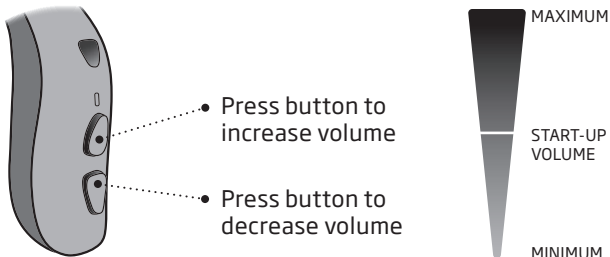 Press button to
increase volume
Press button to
decrease volume
MAXIMUM
START-UP
VOLUME
MINIMUM